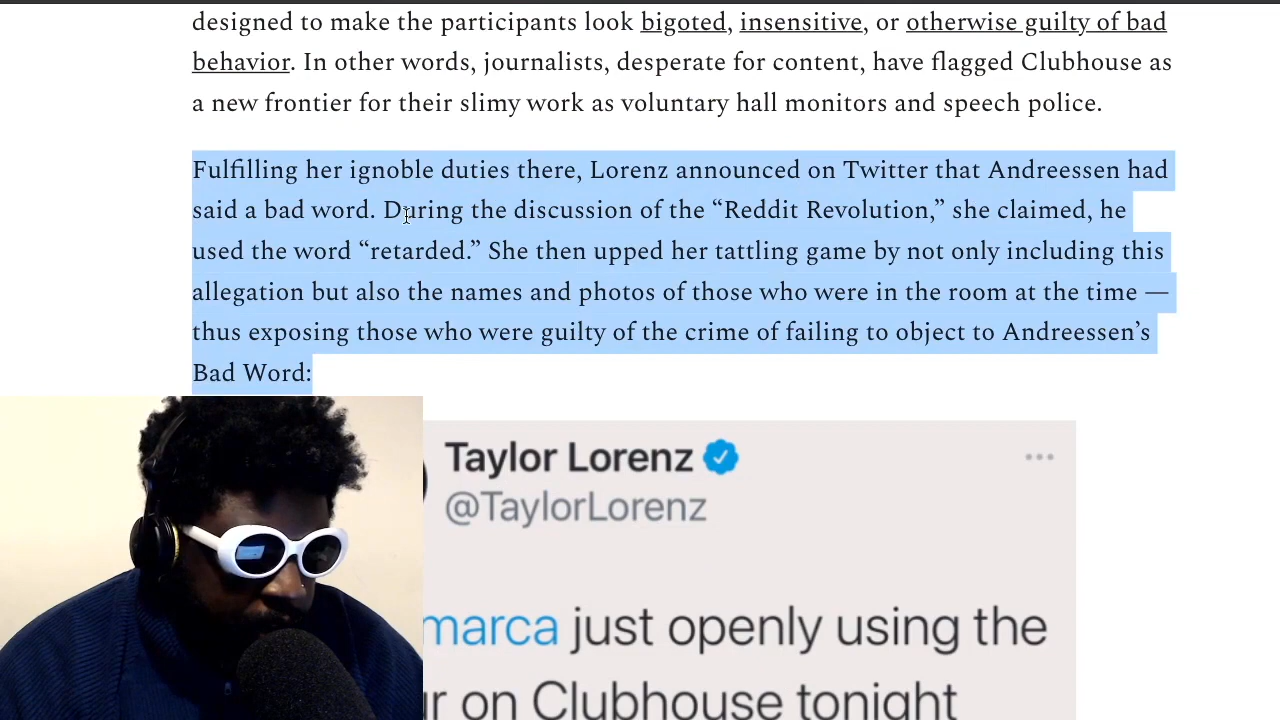 designed to make the participants look bigoted, insensitive, or otherwise guilty of bad
behavior. In other words, journalists, desperate for content, have flagged Clubhouse as
a new frontier for their slimy work as voluntary hall monitors and speech police.
Fulfilling her ignoble duties there, Lorenz announced on Twitter that Andreessen had
said a bad word. During the discussion of the “Reddit Revolution,” she claimed, he
used the word “retarded.” She then upped her tattling game by not only including this
allegation but also the names and photos of those who were in the room at the time —
thus exposing those who were guilty of the crime of failing to object to Andreessen’s
Bad Word:
Taylor Lorenz
@TaylorLorenz
just openly using the
on Clubhouse tonight